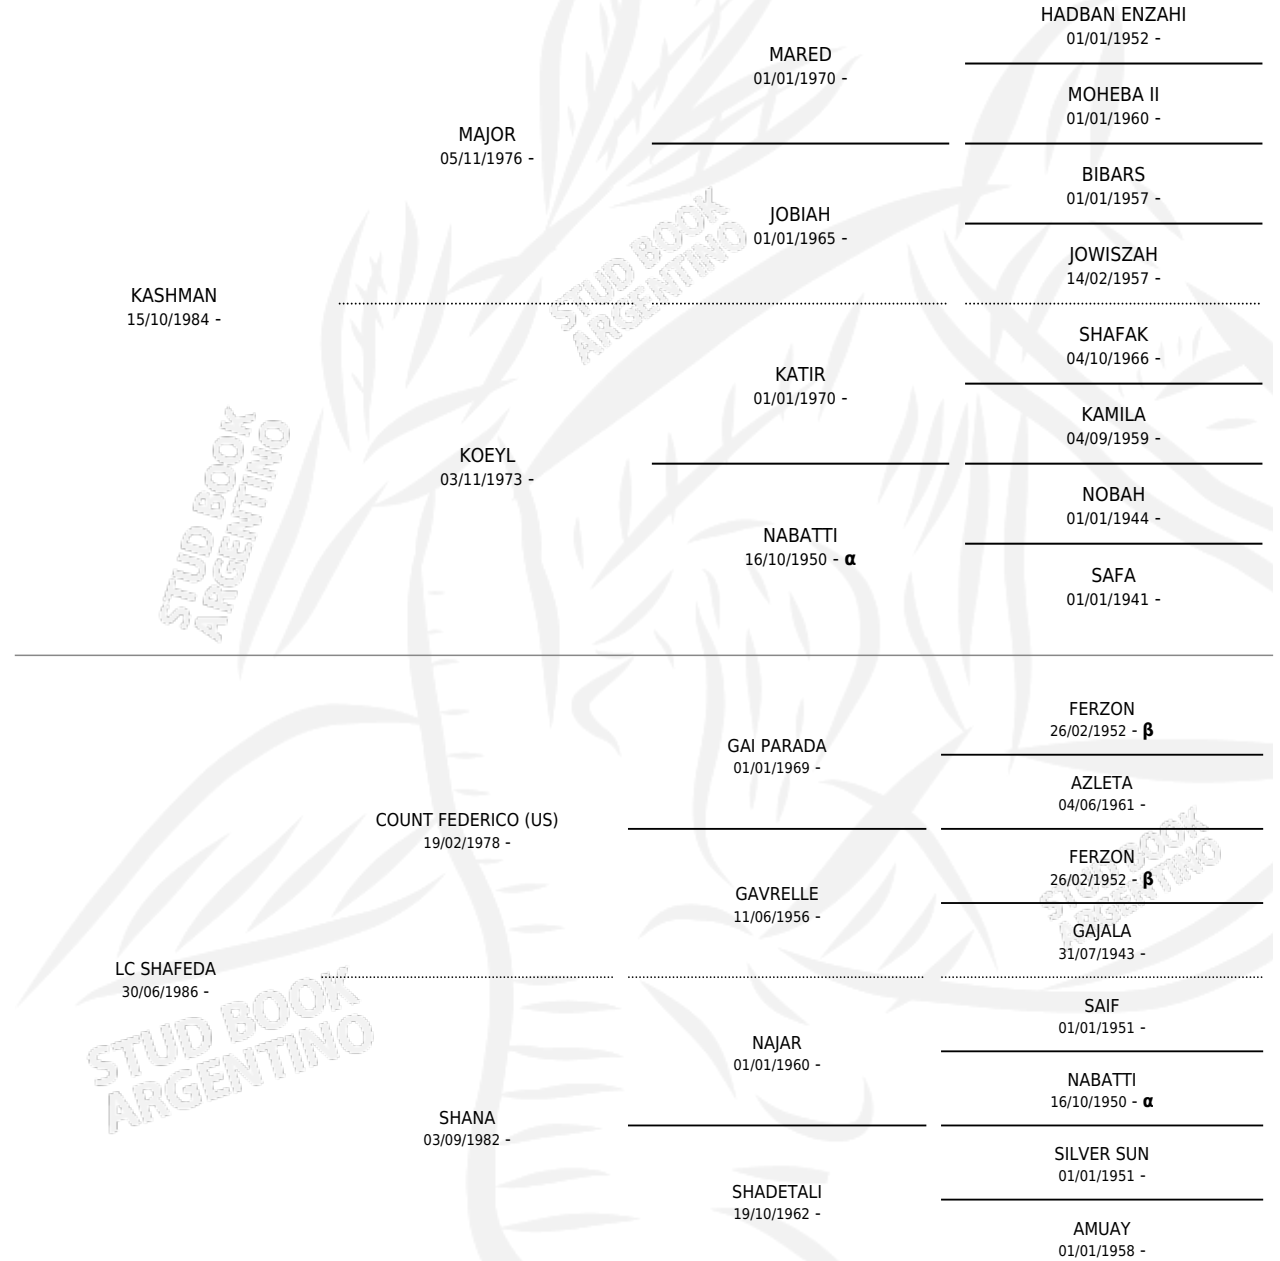 HADBAN ENZAHI
01/01/1952 -
MARED
01/01/1970 -
MOHEBA II
01/01/1960 -
MAJOR
05/11/1976 -
BIBARS
01/01/1957 -
JOBIAH
01/01/1965 -
JOWISZAH
14/02/1957 -
KASHMAN
15/10/1984 -
SHAFAK
04/10/1966 -
KATIR
01/01/1970 -
KAMILA
04/09/1959 -
KOEYL
03/11/1973 -
NOBAH
01/01/1944 -
NABATTI
16/10/1950 - α
SAFA
01/01/1941 -
FERZON
26/02/1952 - β
GAI PARADA
01/01/1969 -
AZLETA
04/06/1961 -
COUNT FEDERICO (US)
19/02/1978 -
FERZON
26/02/1952 - β
GAVRELLE
11/06/1956 -
GAJALA
31/07/1943 -
LC SHAFEDA
30/06/1986 -
SAIF
01/01/1951 -
NAJAR
01/01/1960 -
NABATTI
16/10/1950 - α
SHANA
03/09/1982 -
SILVER SUN
01/01/1951 -
SHADETALI
19/10/1962 -
AMUAY
01/01/1958 -
STUD BOOK
ARGENTINO
STUD BOOK
ARGENTINO
STUD BOOK
ARGENTINO
STUD BOOK
ARGENTINO